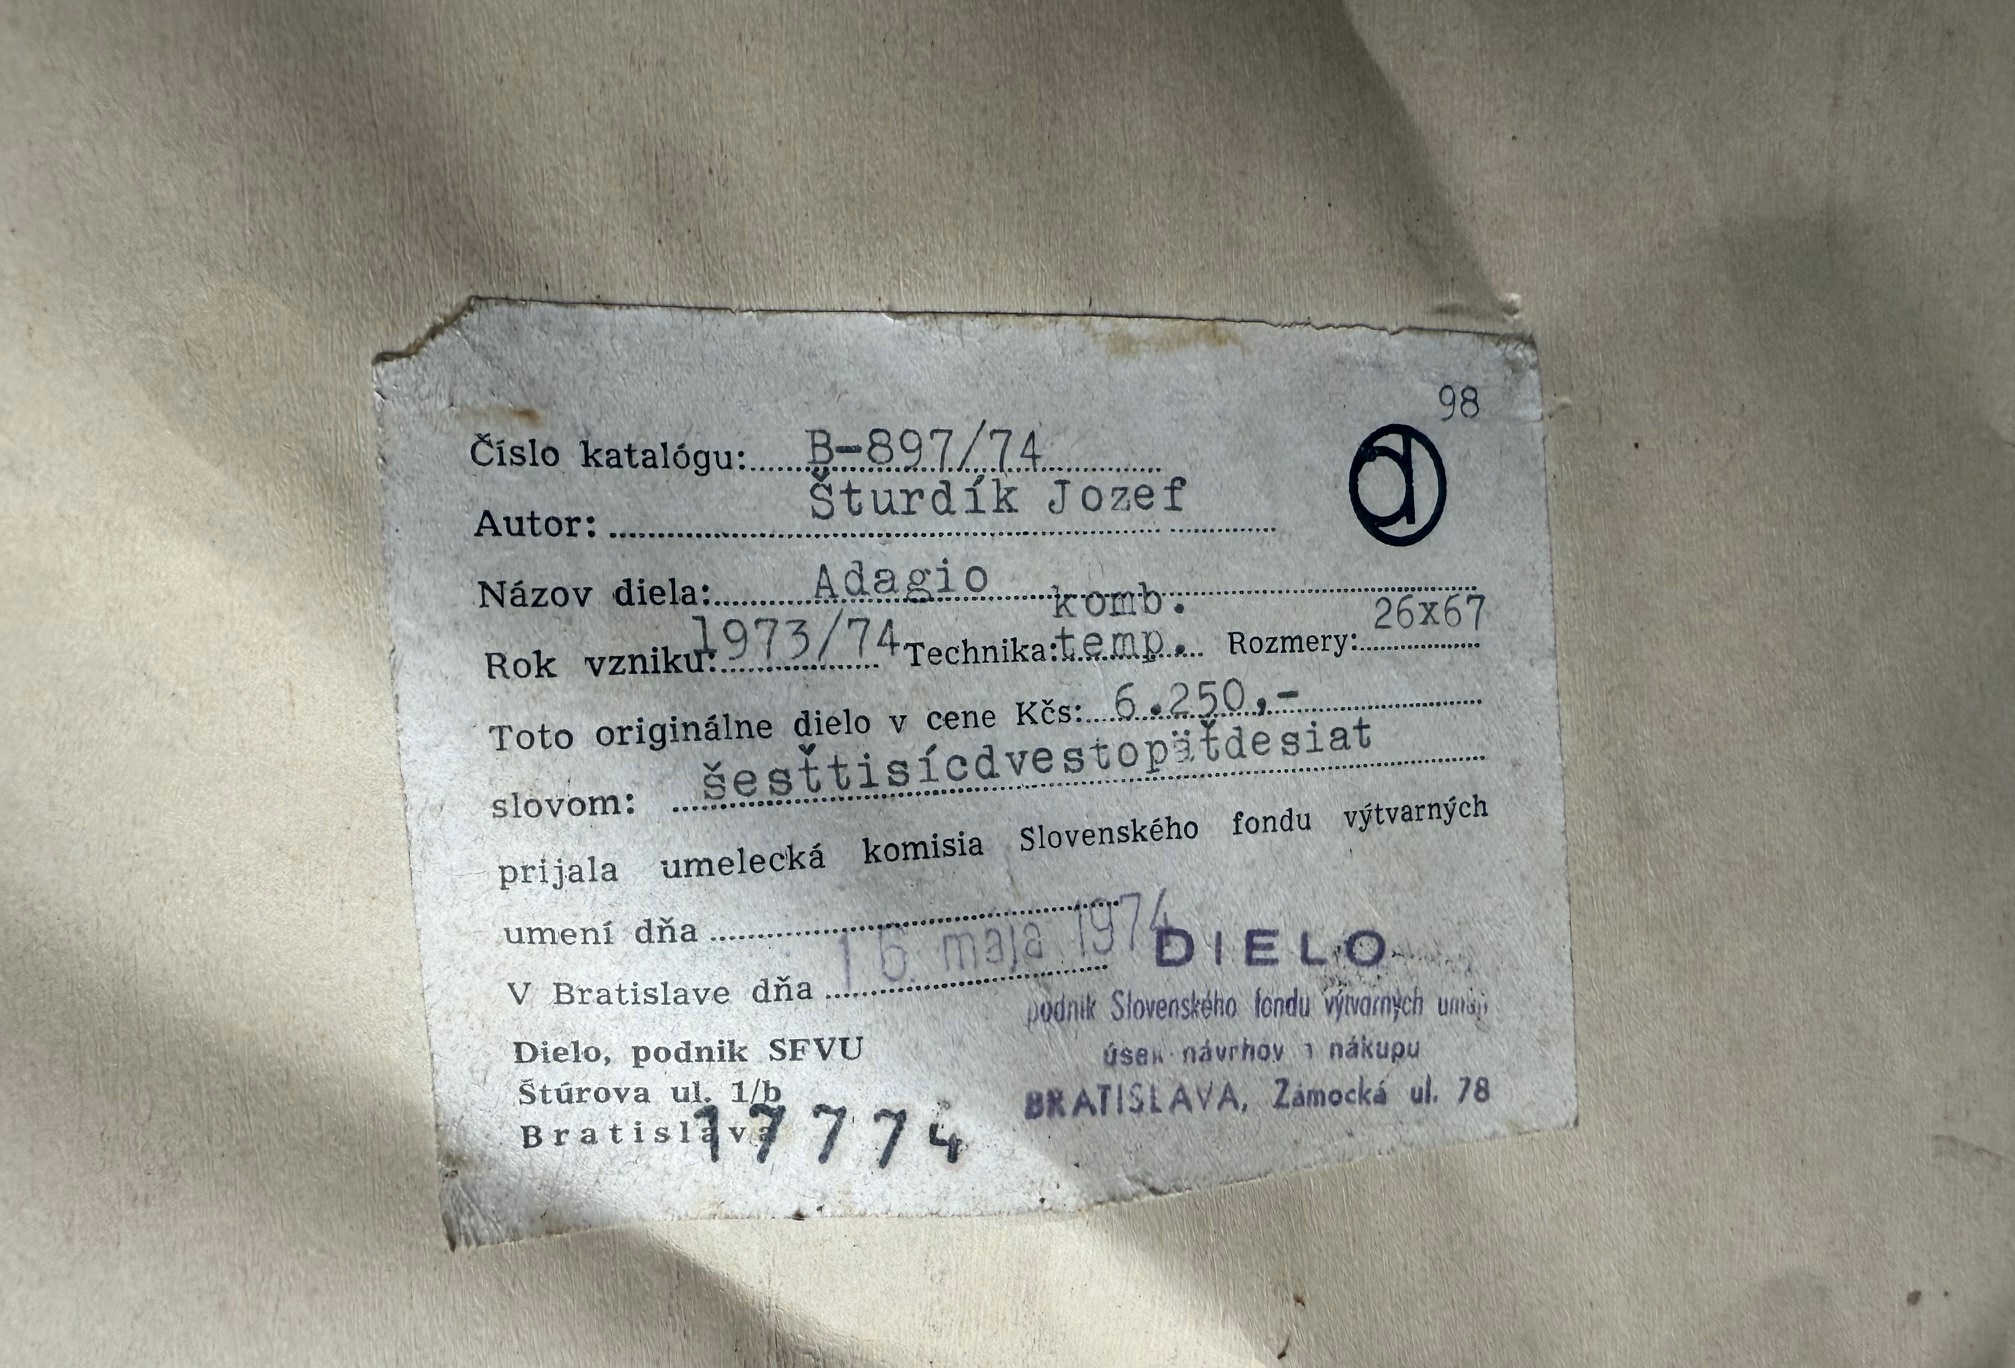 98
Číslo katalógu: B-897/74
Autor: Šturdík Jozef
Názov diela: Adagio
Rok vzniku: 1973/74 Technika: komb. temp. Rozmery: 26x67
Toto originálne dielo v cene Kčs: 6.250,-
slovom: šesťtisícdvestopäťdesiat
prijala umelecká komisia Slovenského fondu výtvarných
umení dňa
V Bratislave dňa 16. mája 1974
DIELO
podnik Slovenského fondu výtvarných
úsek návrhov a nákupu
BRATISLAVA, Zámocká ul. 78
Dielo, podnik SFVU
Štúrova ul. 1/b
Bratislava
17774